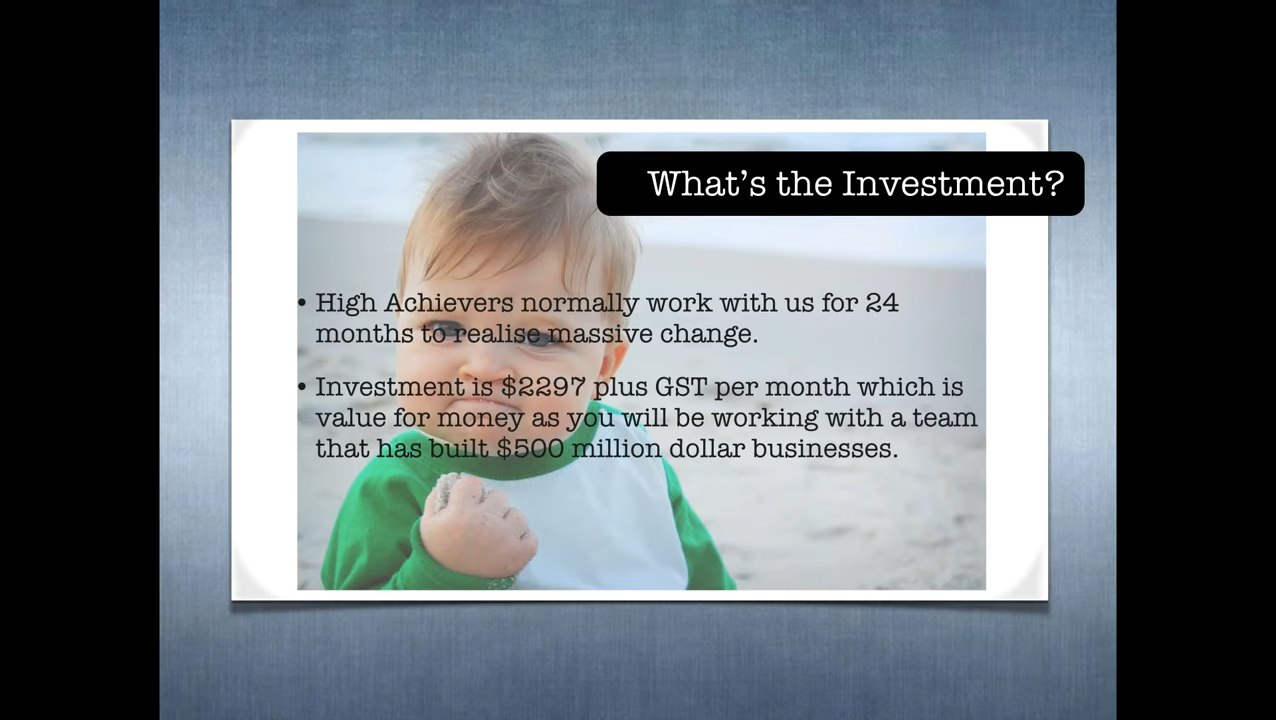 What's the Investment?
• High Achievers normally work with us for 24
months to realise massive change.
• Investment is $2297 plus GST per month which is
value for money as you will be working with a team
that has built $500 million dollar businesses.